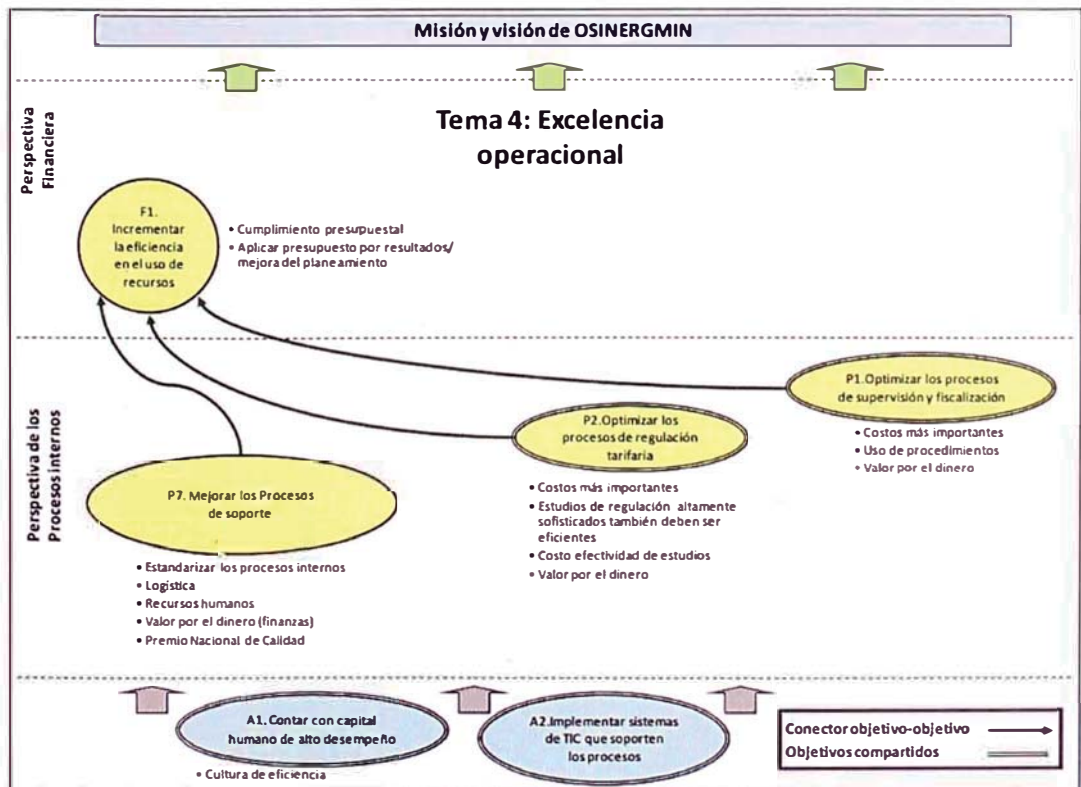 Misión y visión de OSINERGMIN
Perspectiva
Financiera
Tema 4: Excelencia
operacional
F1.
Incrementar
la eficiencia
en el uso de
recursos
• Cumplimiento presupuestal
• Aplicar presupuesto por resultados/
mejora del planeamiento
Perspectiva de los
Procesos internos
P1.Optimizar los procesos
de supervisión y fiscalización
• Costos más importantes
• Uso de procedimientos
• Valor por el dinero
P2.Optimizar los
procesos de regulación
tarifaria
• Costos más importantes
• Estudios de regulación altamente
sofisticados también deben ser
eficientes
• Costo efectividad de estudios
• Valor por el dinero
P7. Mejorar los Procesos
de soporte
• Estandarizar los procesos internos
• Logística
• Recursos humanos
• Valor por el dinero (finanzas)
• Premio Nacional de Calidad
A1. Contar con capital
humano de alto desempeño
• Cultura de eficiencia
A2.Implementar sistemas
de TIC que soporten
los procesos
Conector objetivo-objetivo
Objetivos compartidos